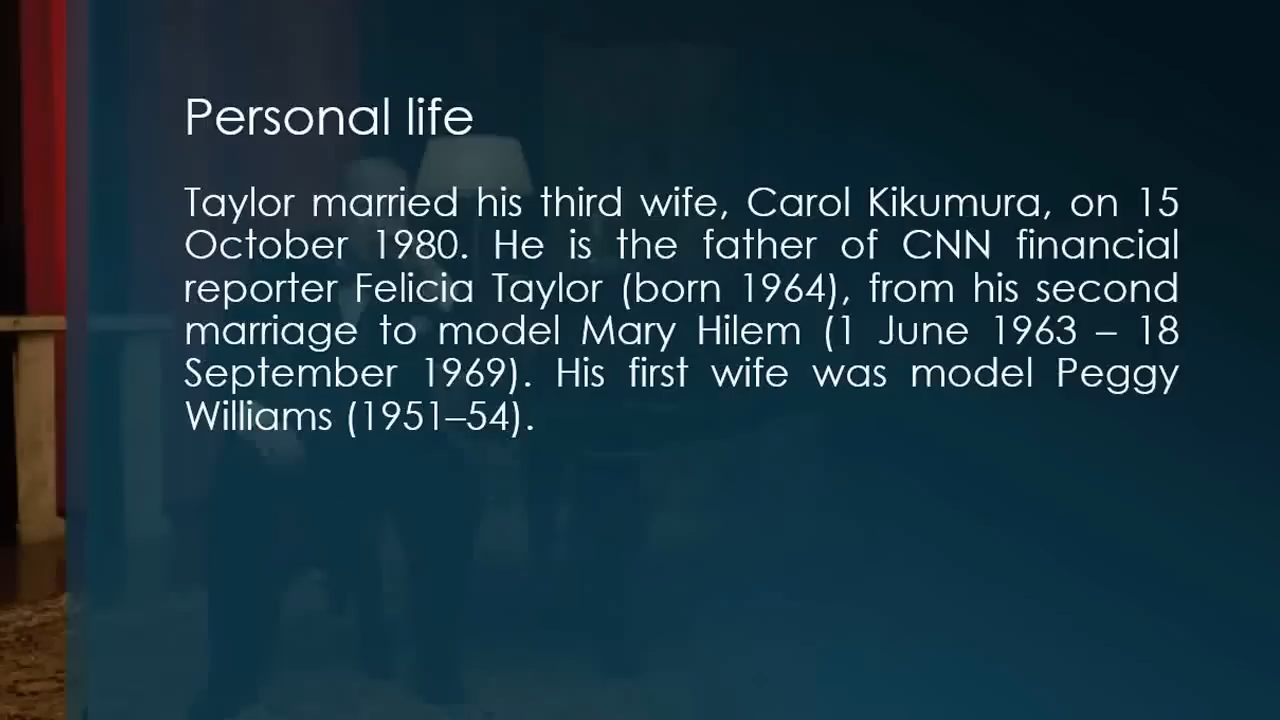 Personal life
Taylor married his third wife, Carol Kikumura, on 15
October 1980. He is the father of CNN financial
reporter Felicia Taylor (born 1964), from his second
marriage to model Mary Hilem (1 June 1963 – 18
September 1969). His first wife was model Peggy
Williams (1951–54).